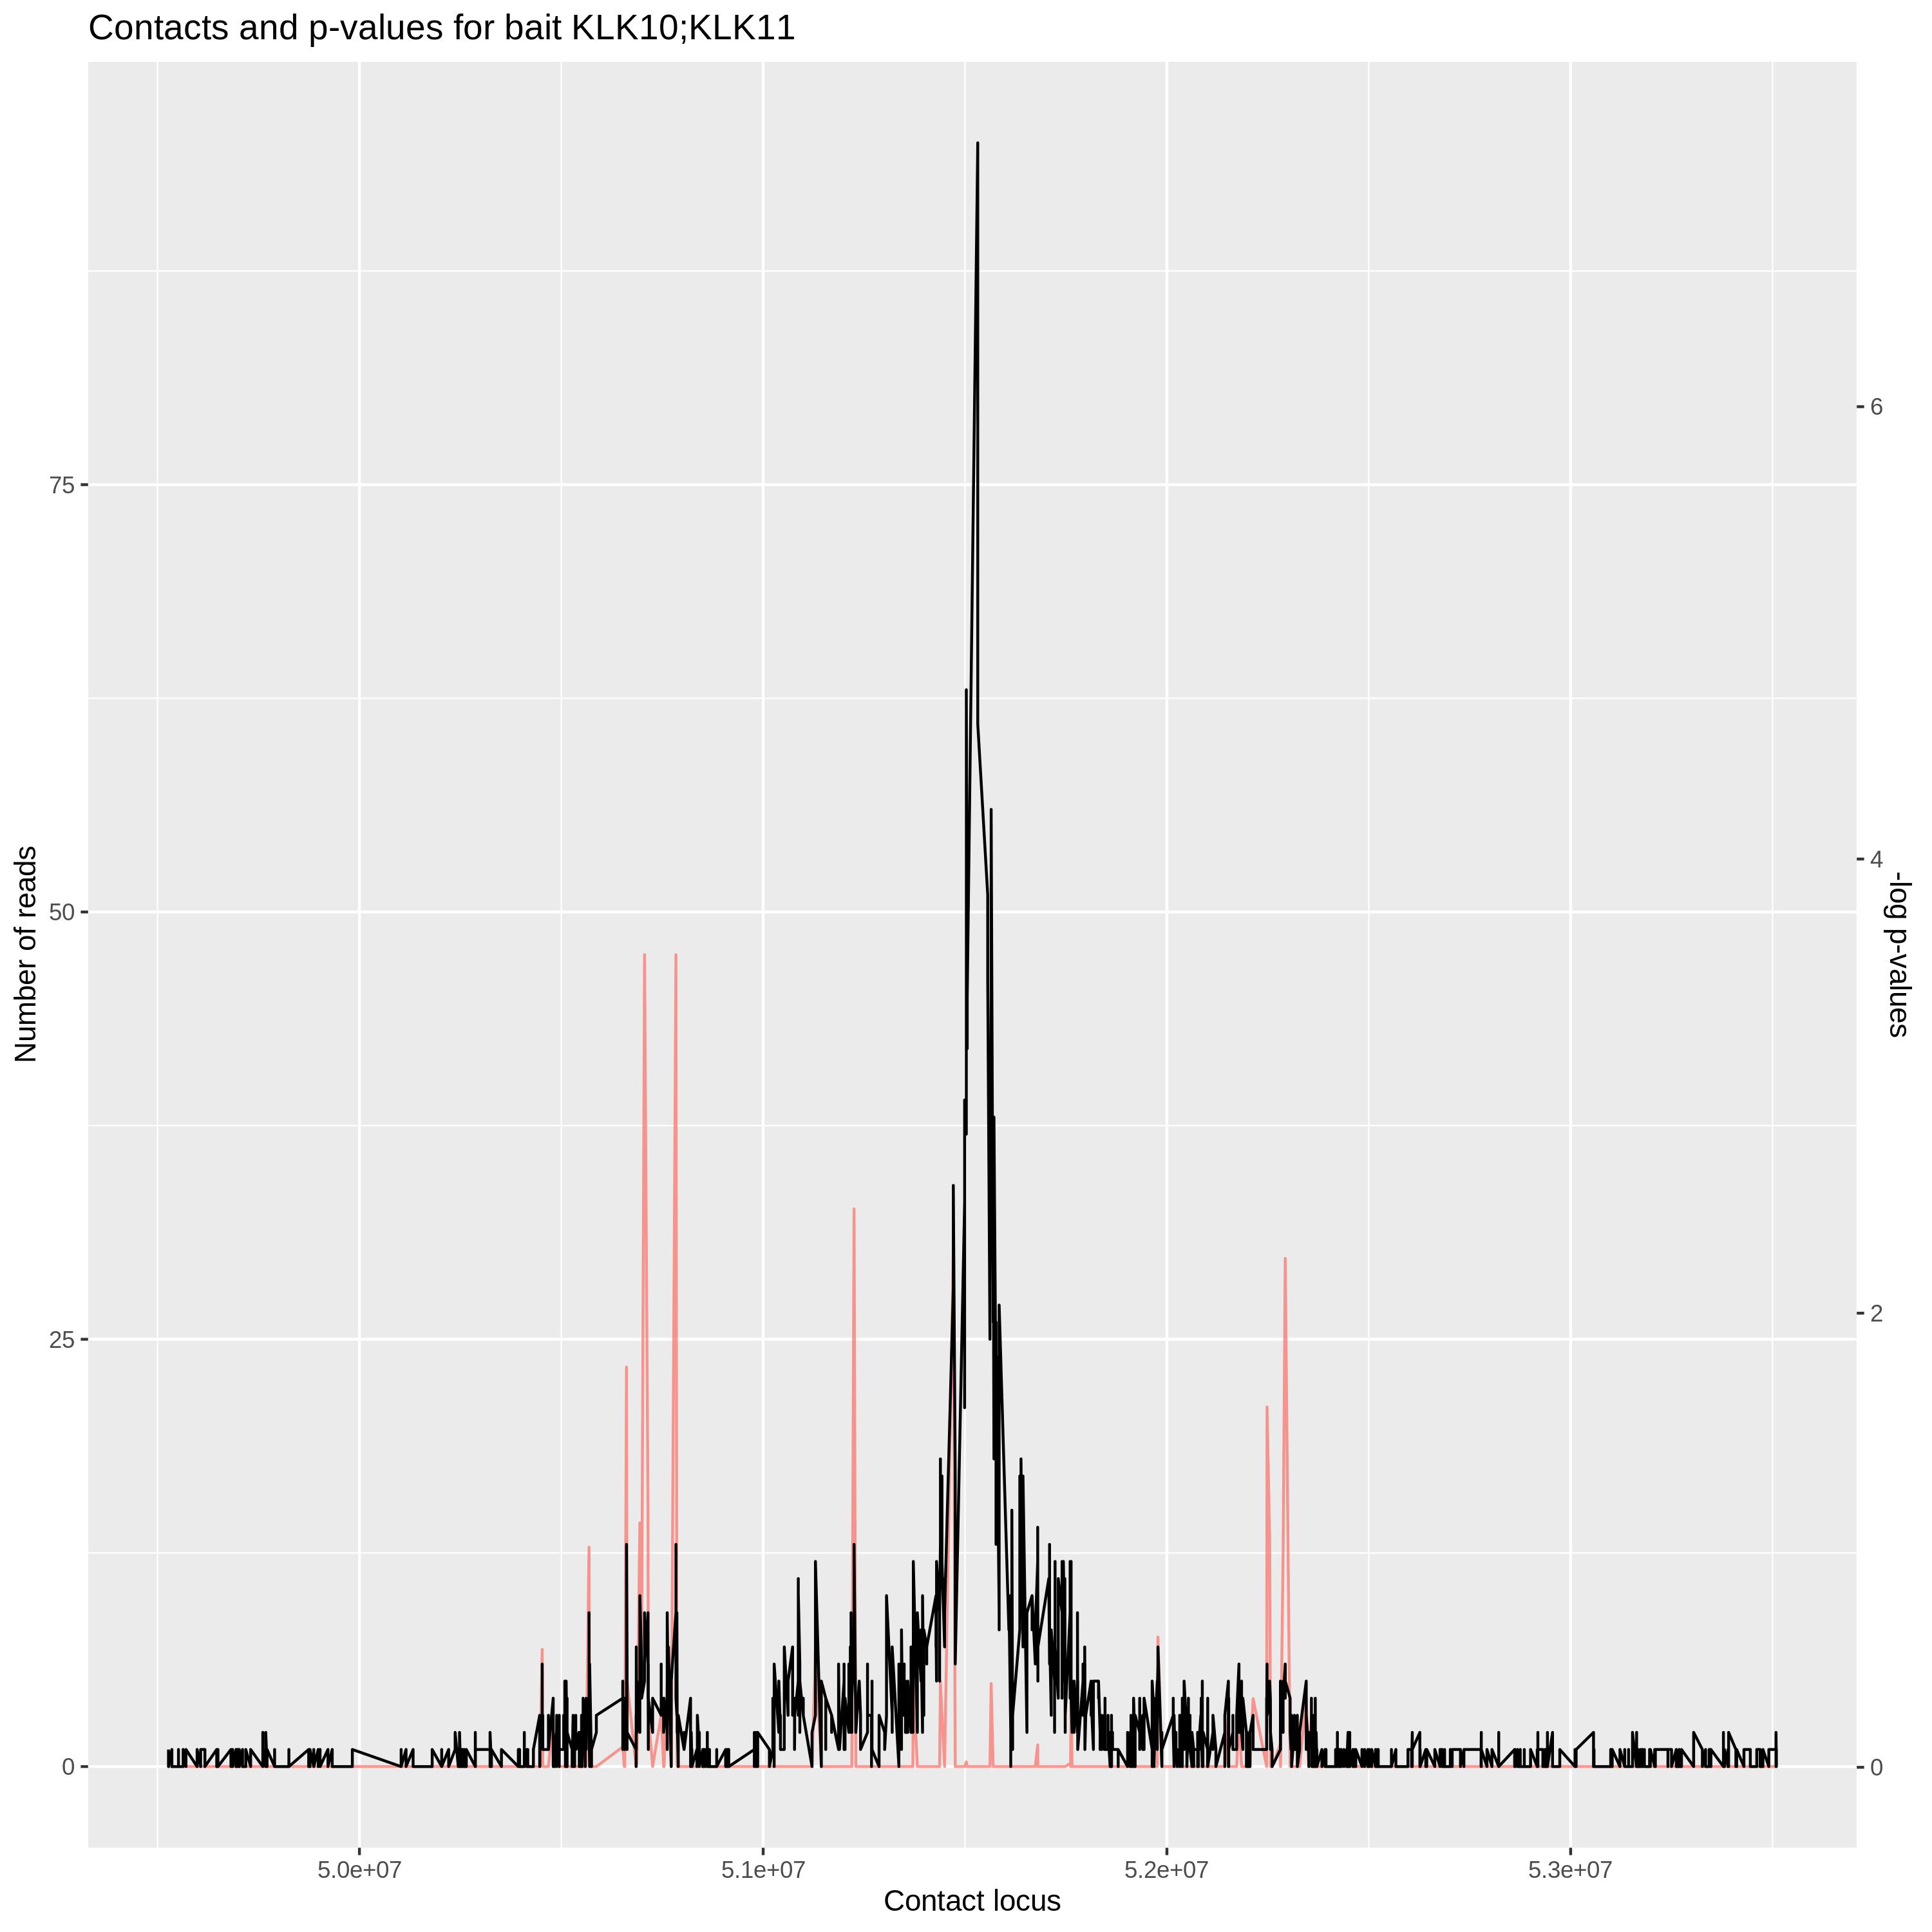 Contacts and p-values for bait KLK10;KLK11
Number of reads
75
50
25
0
6
4
2
0
-log p-values
5.0e+07
5.1e+07
5.2e+07
5.3e+07
Contact locus